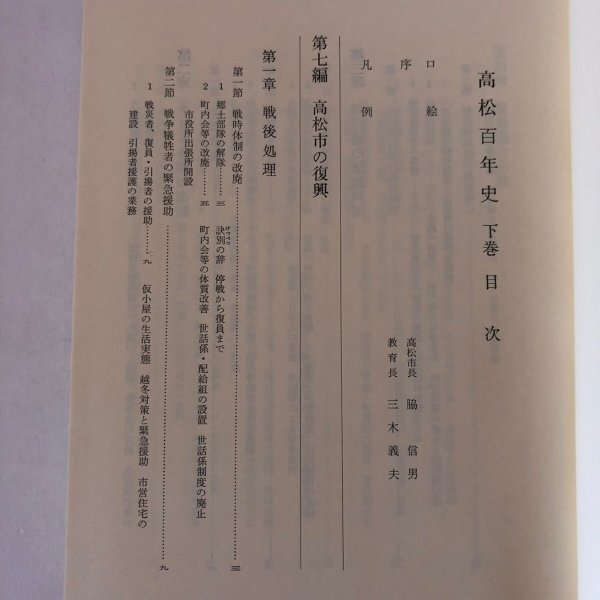 高松百年史 下巻 目次
口絵
序
高松市長 脇信男
教育長 三木義夫
凡例
第七編 高松市の復興
第一章 戦後処理
第一節 戦時体制の改廃……三
1 郷土部隊の解隊……三 訣別の辞 停戦から復員まで
けつべつ
2 町内会等の改廃……五 町内会等の体質改善 世話係・配給組の設置 世話係制度の廃止
市役所出張所開設
第二節 戦争犠牲者の緊急援助……九
1 戦災者、復員・引揚者の援助……九 仮小屋の生活実態 越冬対策と緊急援助 市営住宅の
建設 引揚者援護の業務